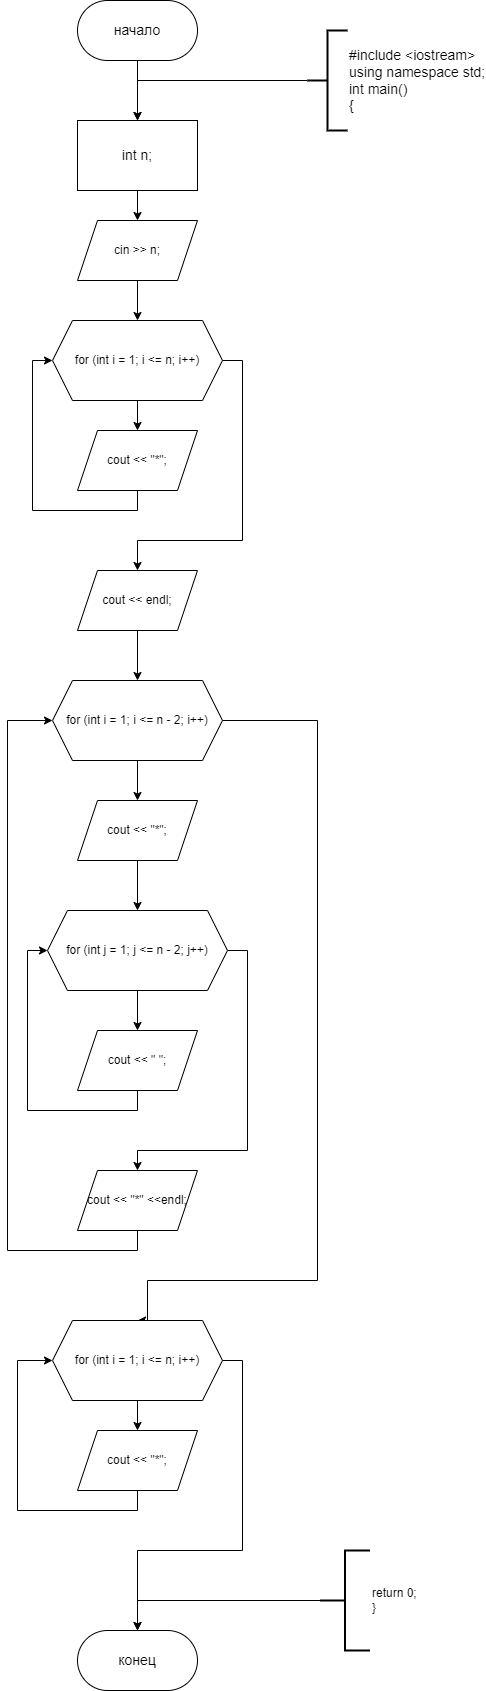 начало
#include <iostream>
using namespace std;
int main()
{
int n;
cin >> n;
for (int i = 1; i <= n; i++)
cout << "*";
cout << endl;
for (int i = 1; i <= n - 2; i++)
cout << "*";
for (int j = 1; j <= n - 2; j++)
cout << " ";
cout << "*" <<endl;
for (int i = 1; i <= n; i++)
cout << "*";
return 0;
}
конец